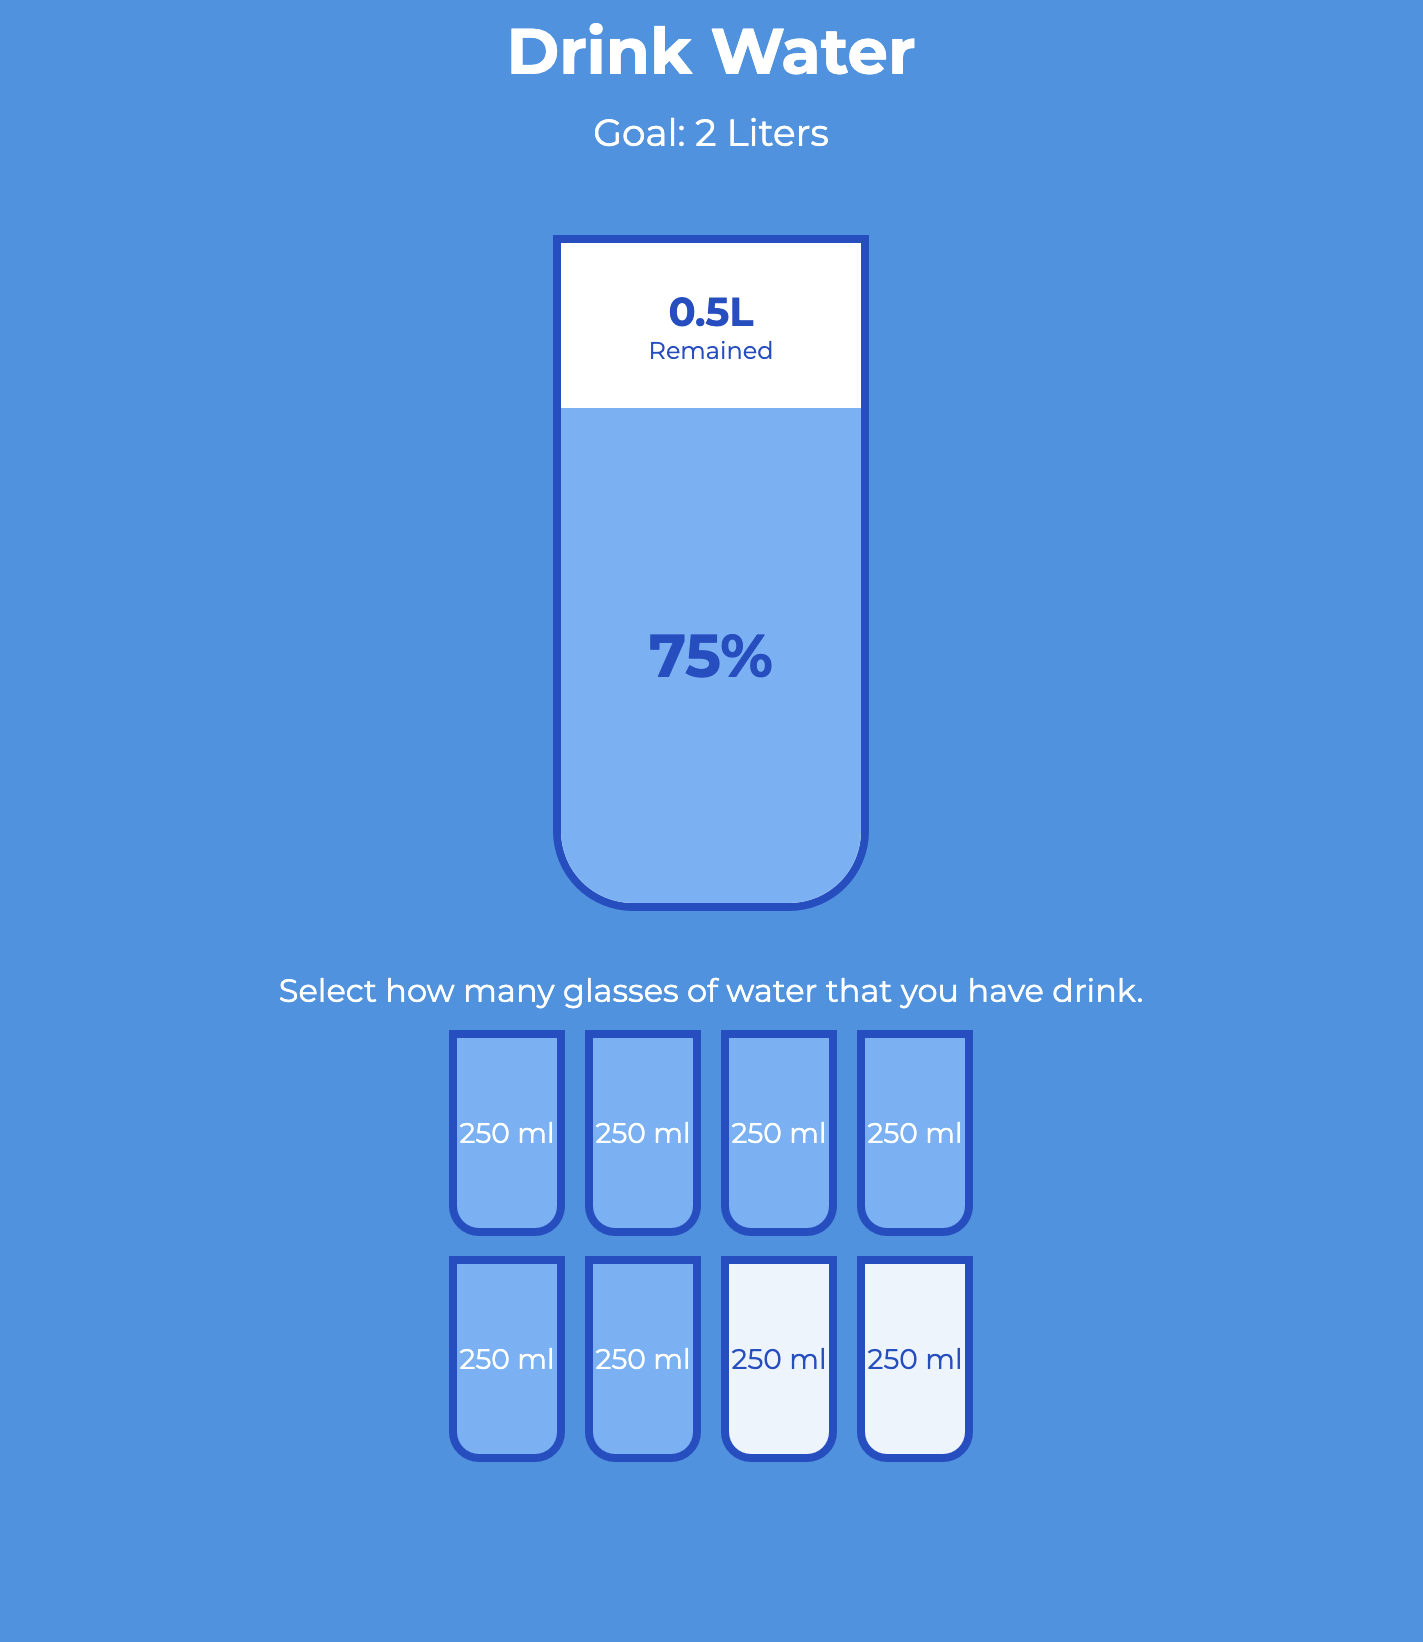 Drink Water
Goal: 2 Liters
0.5L
Remained
75%
Select how many glasses of water that you have drink.
250 ml 250 ml 250 ml 250 ml
250 ml 250 ml 250 ml 250 ml